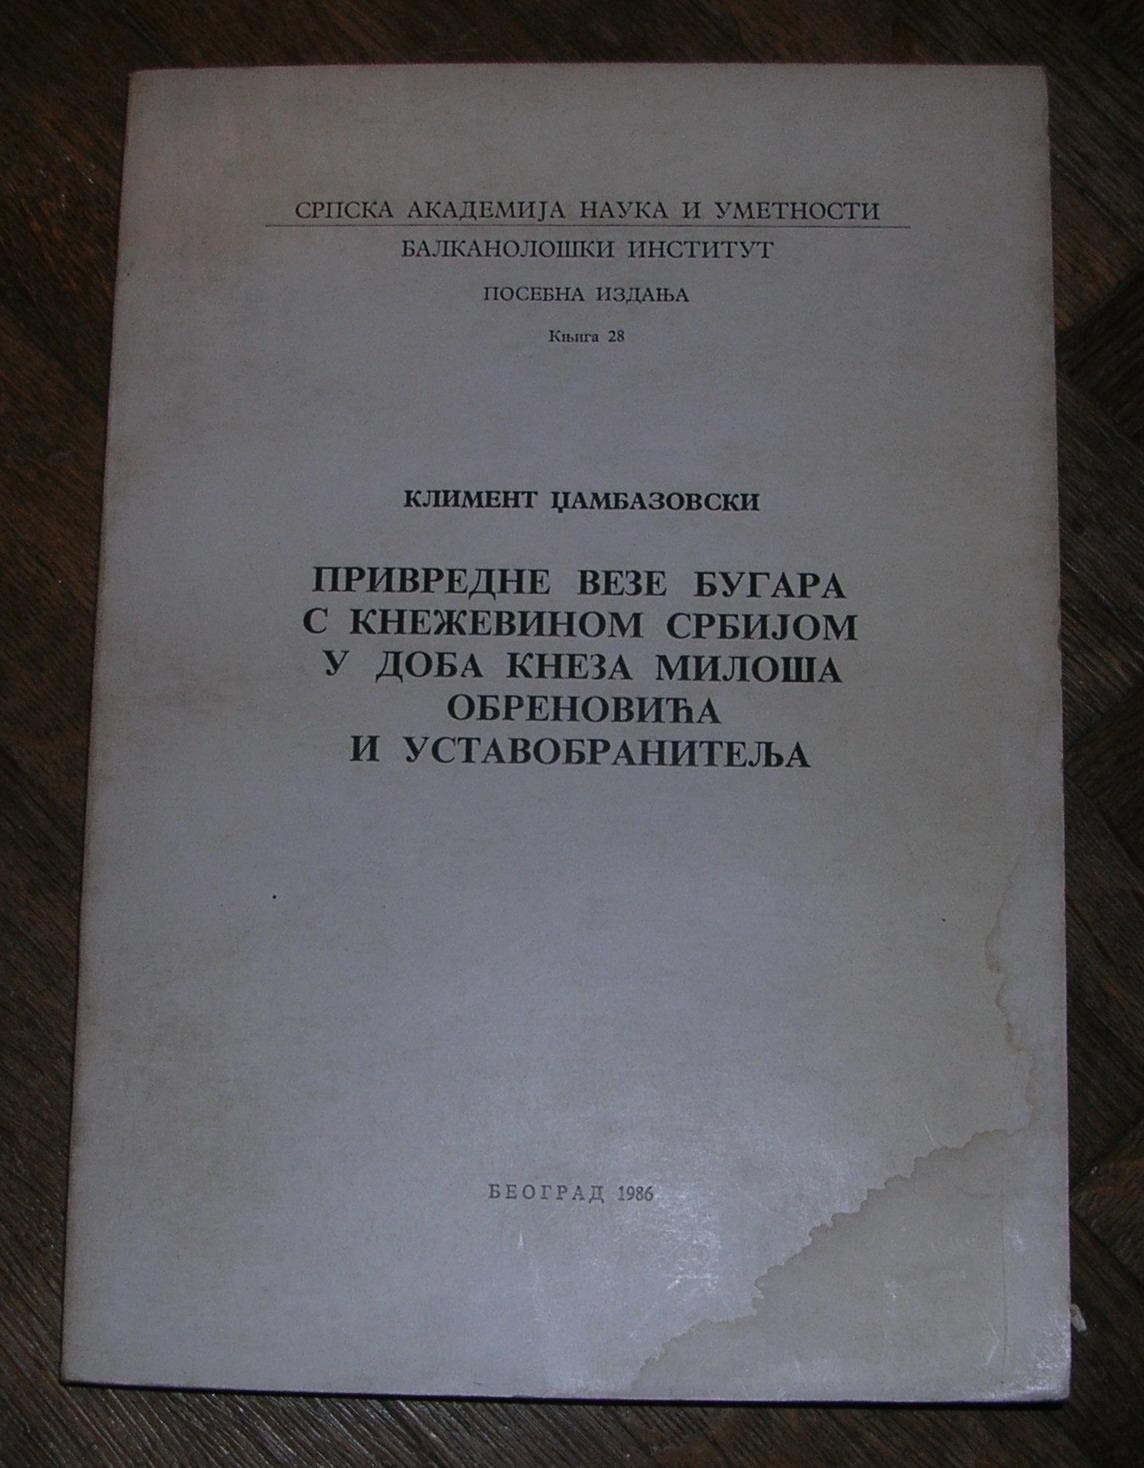 СРПСКА АКАДЕМИЈА НАУКА И УМЕТНОСТИ
БАЛКАНОЛОШКИ ИНСТИТУТ
ПОСЕБНА ИЗДАЊА
Књига 28
КЛИМЕНТ ЏАМБАЗОВСКИ
ПРИВРЕДНЕ ВЕЗЕ БУГАРА
С КНЕЖЕВИНОМ СРБИЈОМ
У ДОБА КНЕЗА МИЛОША
ОБРЕНОВИЋА
И УСТАВОБРАНИТЕЉА
БЕОГРАД 1986